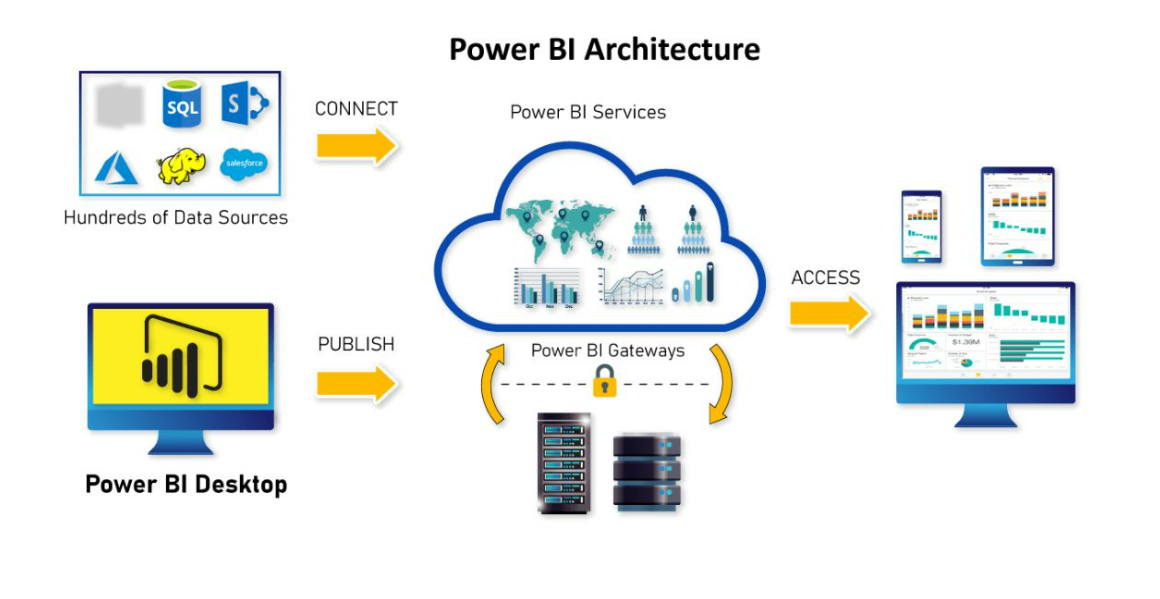 Power BI Architecture
CONNECT
Power BI Services
SQL
S
salesforce
Hundreds of Data Sources
ACCESS
PUBLISH
Power BI Gateways
$1.39M
Power BI Desktop